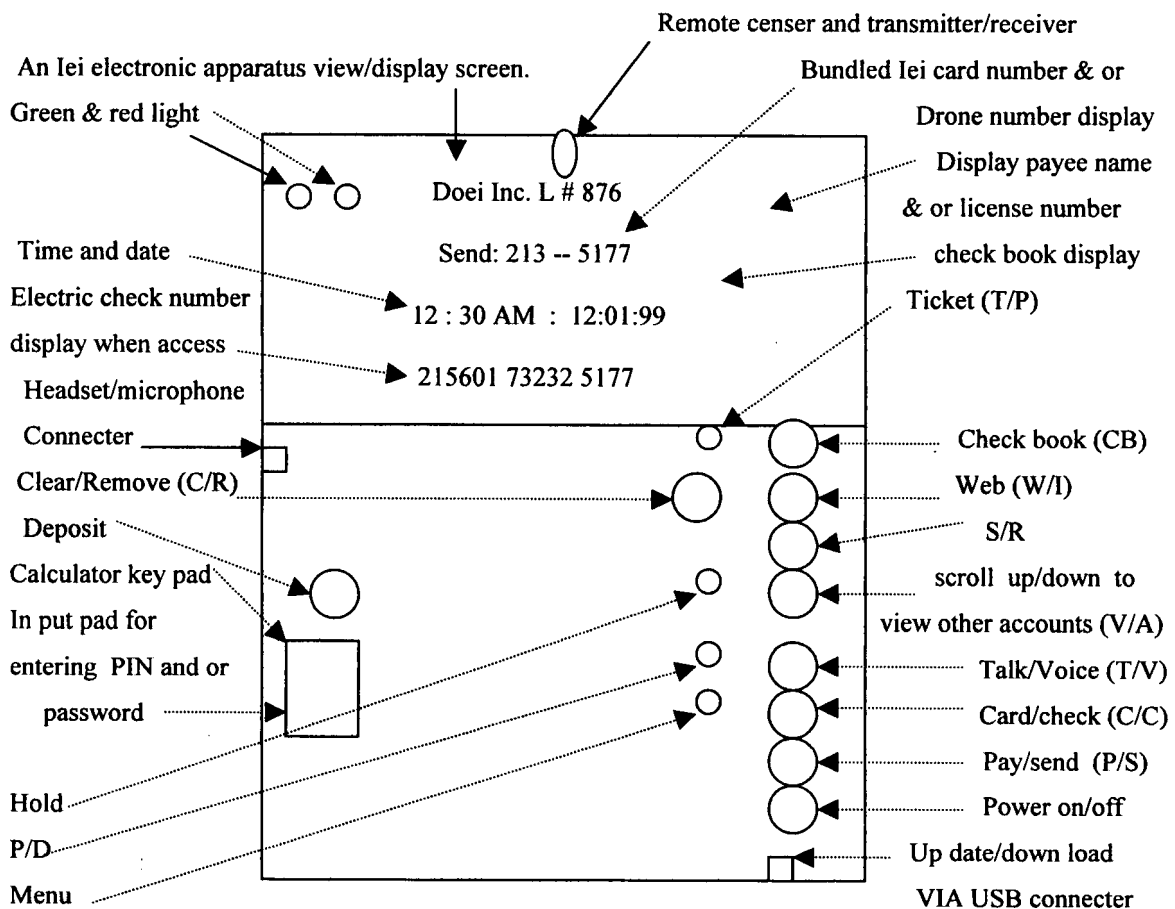 Remote censer and transmitter/receiver
An Iei electronic apparatus view/display screen.
Bundled Iei card number & or
Drone number display
Green & red light
Display payee name
& or license number
Doei Inc. L # 876
Send: 213 -- 5177
check book display
Time and date
12 : 30 AM : 12:01:99
Electric check number
display when access
215601 73232 5177
Ticket (T/P)
Headset/microphone
Connecter
Check book (CB)
Clear/Remove (C/R)
Web (W/I)
Deposit
S/R
Calculator key pad
scroll up/down to
view other accounts (V/A)
In put pad for
entering PIN and or
password
Talk/Voice (T/V)
Card/check (C/C)
Pay/send (P/S)
Hold
Power on/off
P/D
Up date/down load
VIA USB connecter
Menu